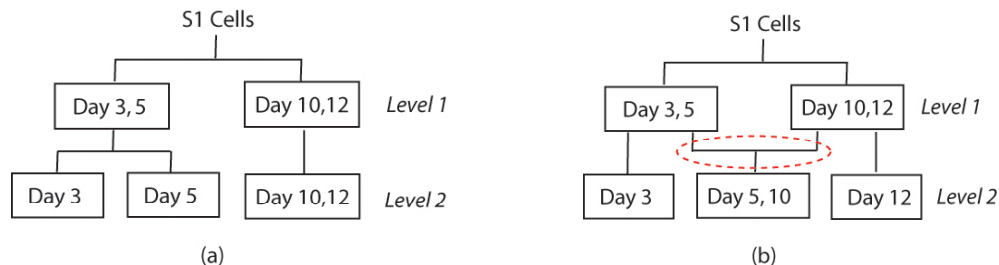 S1 Cells
Day 3, 5
Day 10,12
Level 1
Day 3
Day 5
Day 10,12
Level 2
(a)
S1 Cells
Day 3, 5
Day 10,12
Level 1
Day 3
Day 5, 10
Day 12
Level 2
(b)